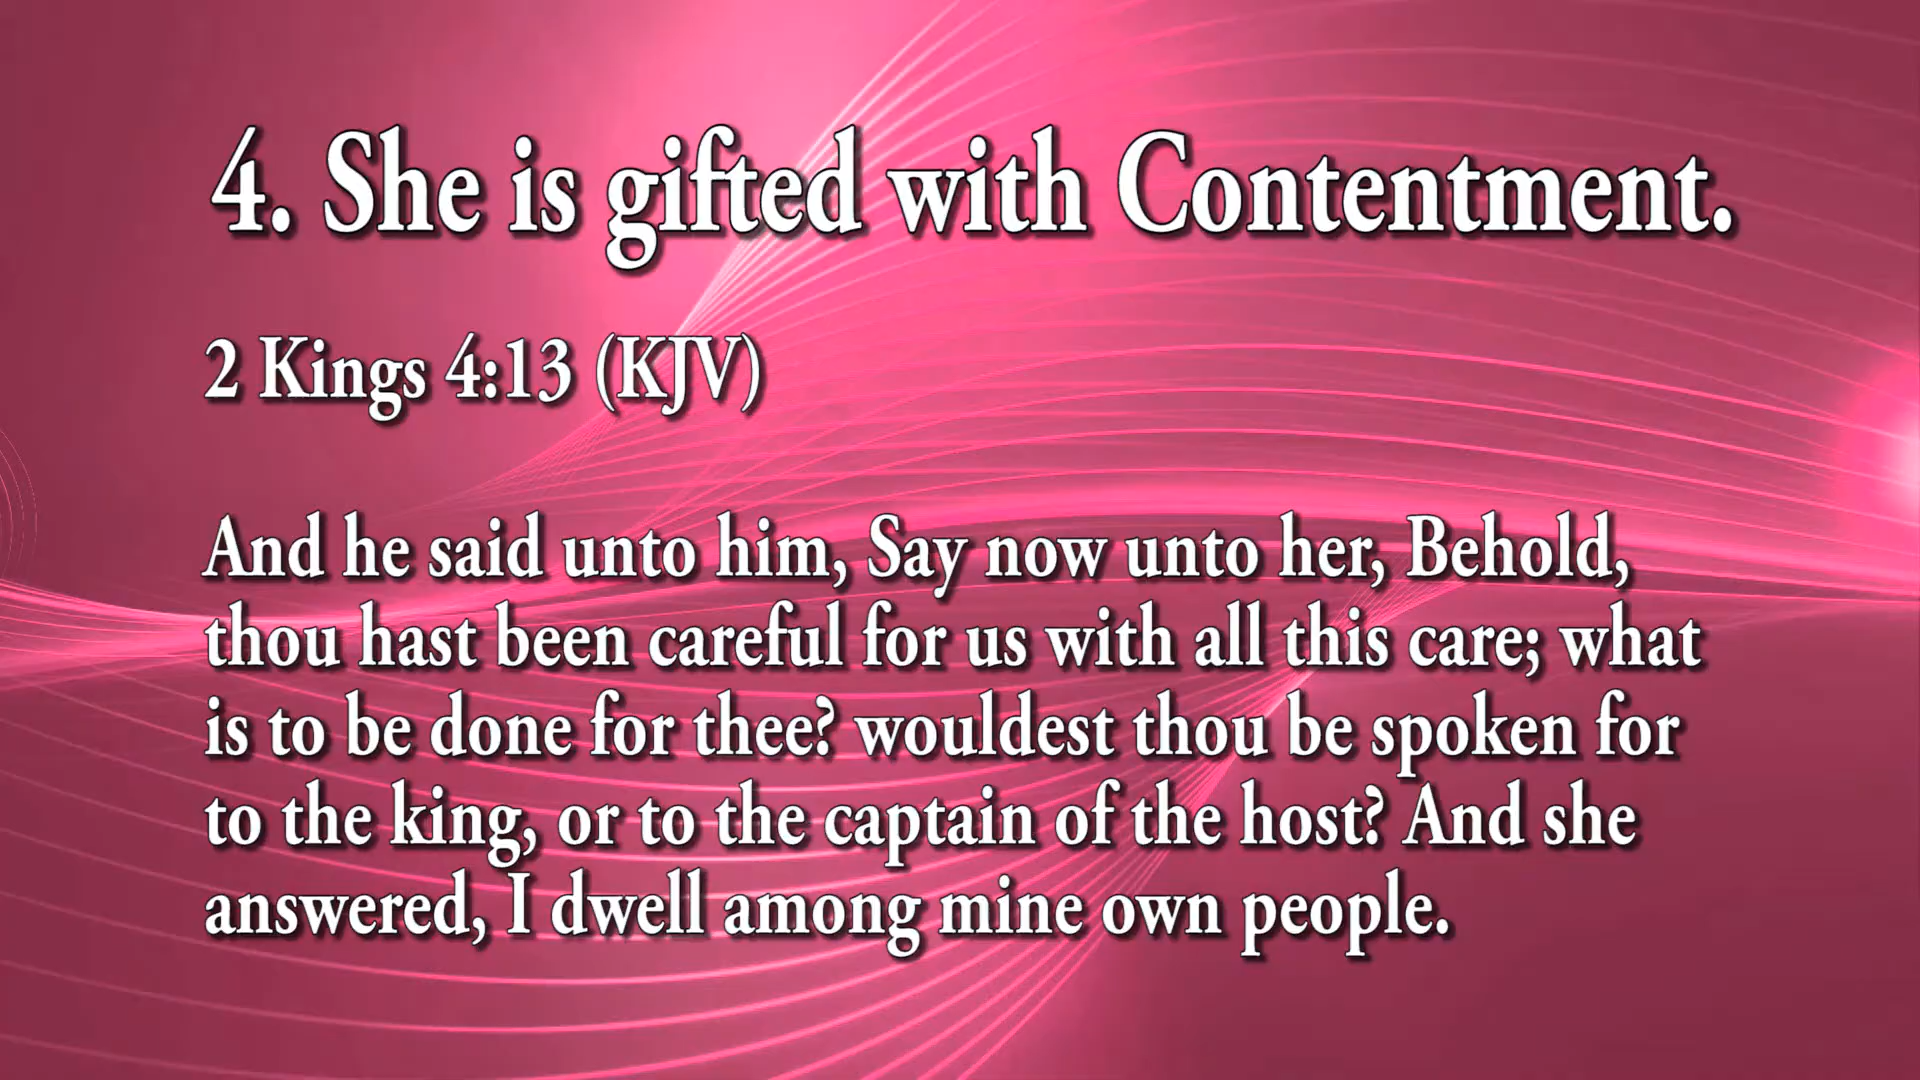 4. She is gifted with Contentment.
2 Kings 4:13 (KJV)
And he said unto him, Say now unto her, Behold,
thou hast been careful for us with all this care; what
is to be done for thee? wouldest thou be spoken for
to the king, or to the captain of the host? And she
answered, I dwell among mine own people.